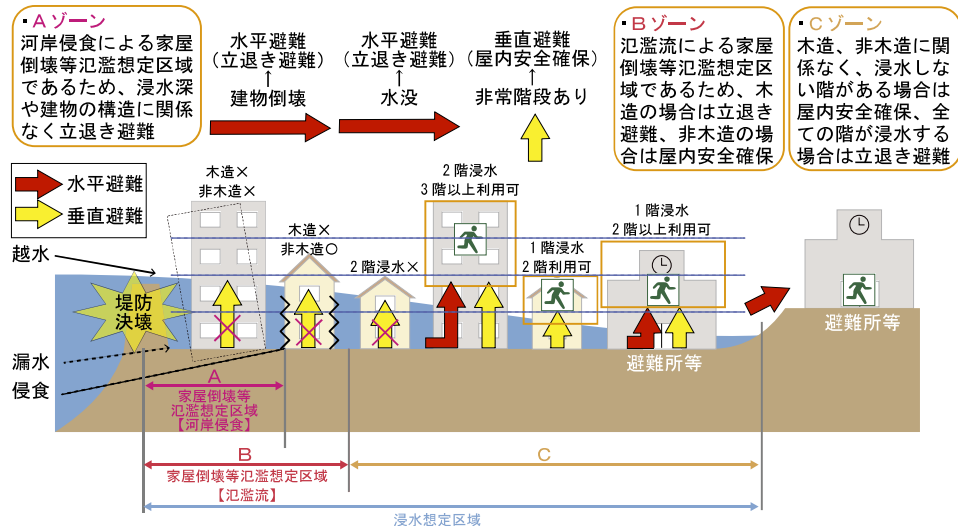 ・Aゾーン
河岸侵食による家屋
倒壊等氾濫想定区域
であるため、浸水深
や建物の構造に関係
なく立退き避難
水平避難
(立退き避難)
↑
建物倒壊
水平避難
(立退き避難)
↑
水没
垂直避難
(屋内安全確保)
↑
非常階段あり
・Bゾーン
氾濫流による家屋
倒壊等氾濫想定区
域であるため、木
造の場合は立退き
避難、非木造の場
合は屋内安全確保
・Cゾーン
木造、非木造に関
係なく、浸水しな
い階がある場合は
屋内安全確保、全
ての階が浸水する
場合は立退き避難
水平避難
垂直避難
木造×
非木造×
木造×
非木造〇
2階浸水×
2階浸水
3階以上利用可
1階浸水
2階利用可
1階浸水
2階以上利用可
越水
堤防
決壊
漏水
侵食
避難所等
避難所等
A
家屋倒壊等
氾濫想定区域
【河岸侵食】
B
家屋倒壊等氾濫想定区域
【氾濫流】
C
浸水想定区域